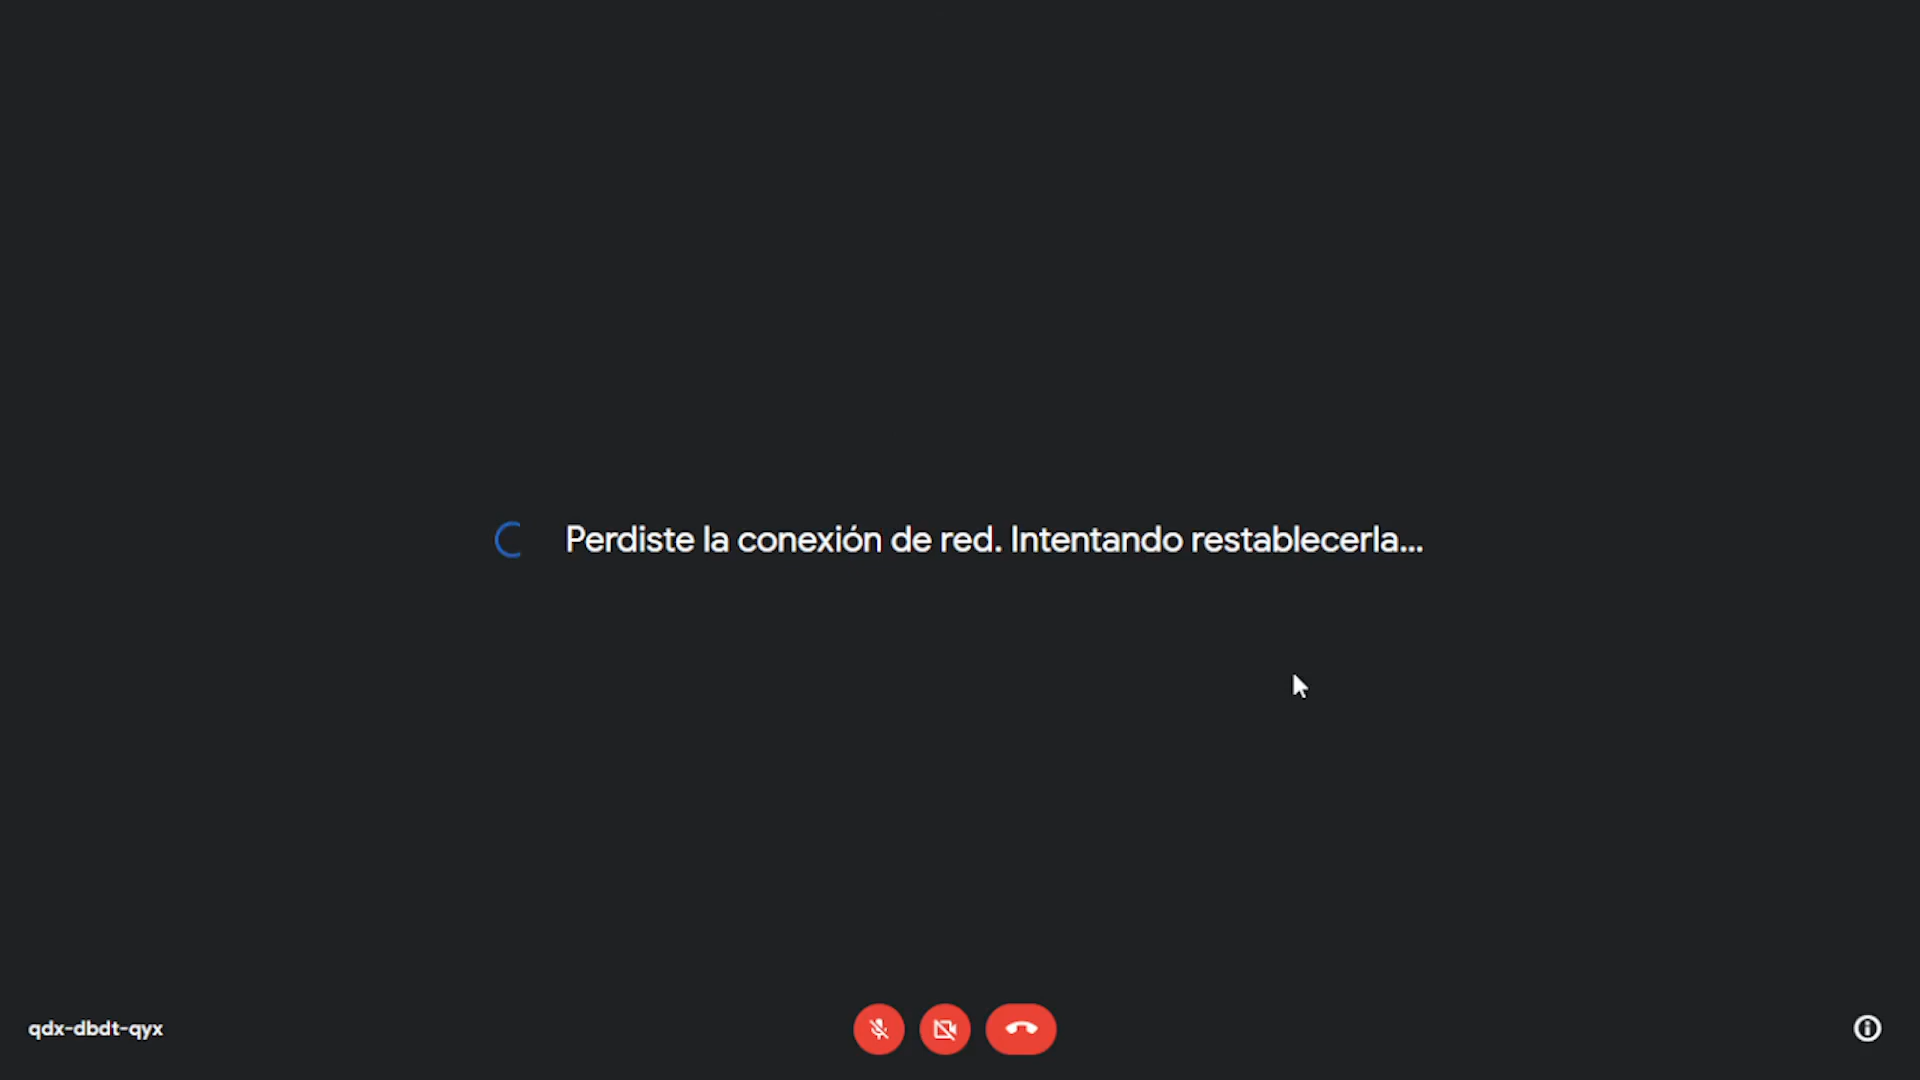 Perdiste la conexión de red. Intentando restablecerla...
qdx-dbdt-qyx